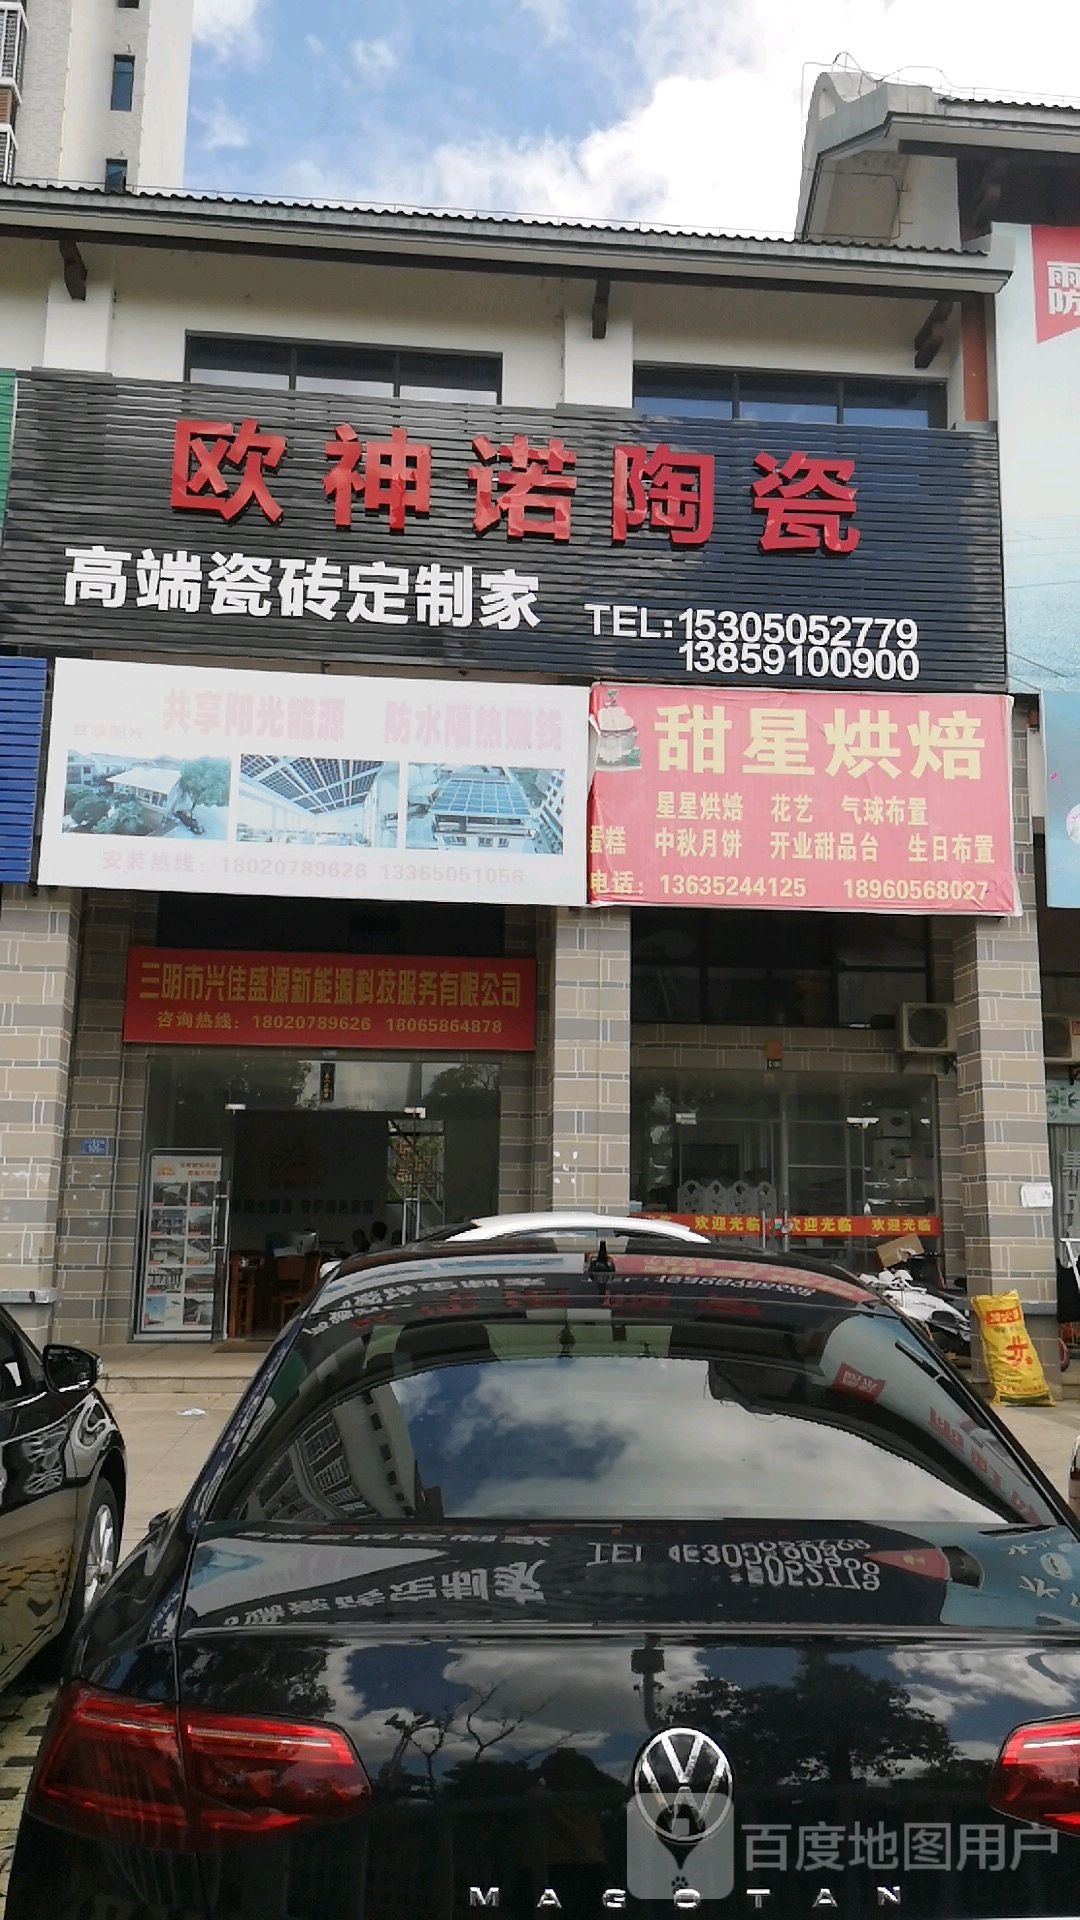 欧神诺陶瓷
高端瓷砖定制家
TEL:15305052779
13859100900
共享阳光能源 防水隔热赚钱
安装热线：18020789626 13365051056
甜星烘焙
星星烘焙 花艺 气球布置
蛋糕 中秋月饼 开业甜品台 生日布置
电话：13635244125 18960568027
三明市兴佳盛源新能源科技服务有限公司
咨询热线：18020789626 18065864878
欢迎光临 欢迎光临 欢迎光临
MAGOTAN
百度地图用户